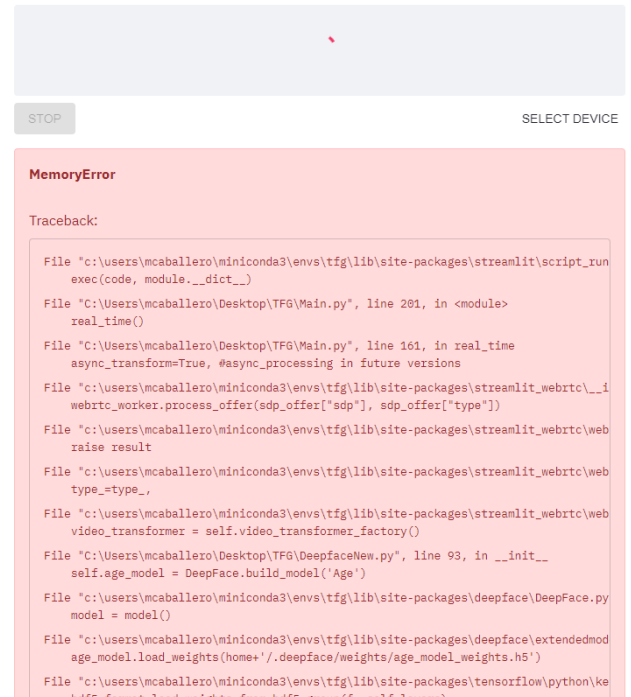 STOP
SELECT DEVICE
MemoryError
Traceback:
File "c:\users\mcaballero\miniconda3\envs\tfg\lib\site-packages\streamlit\script_run
exec(code, module.__dict__)
File "C:\Users\mcaballero\Desktop\TFG\Main.py", line 201, in <module>
real_time()
File "C:\Users\mcaballero\Desktop\TFG\Main.py", line 161, in real_time
async_transform=True, #async_processing in future versions
File "c:\users\mcaballero\miniconda3\envs\tfg\lib\site-packages\streamlit_webrtc\__i
webrtc_worker.process_offer(sdp_offer["sdp"], sdp_offer["type"])
File "c:\users\mcaballero\miniconda3\envs\tfg\lib\site-packages\streamlit_webrtc\web
raise result
File "c:\users\mcaballero\miniconda3\envs\tfg\lib\site-packages\streamlit_webrtc\web
type_=type_,
File "c:\users\mcaballero\miniconda3\envs\tfg\lib\site-packages\streamlit_webrtc\web
video_transformer = self.video_transformer_factory()
File "C:\Users\mcaballero\Desktop\TFG\DeepfaceNew.py", line 93, in __init__
self.age_model = DeepFace.build_model('Age')
File "c:\users\mcaballero\miniconda3\envs\tfg\lib\site-packages\deepface\DeepFace.py
model = model()
File "c:\users\mcaballero\miniconda3\envs\tfg\lib\site-packages\deepface\extendedmod
age_model.load_weights(home+'/.deepface/weights/age_model_weights.h5')
File "c:\users\mcaballero\miniconda3\envs\tfg\lib\site-packages\tensorflow\python\ke